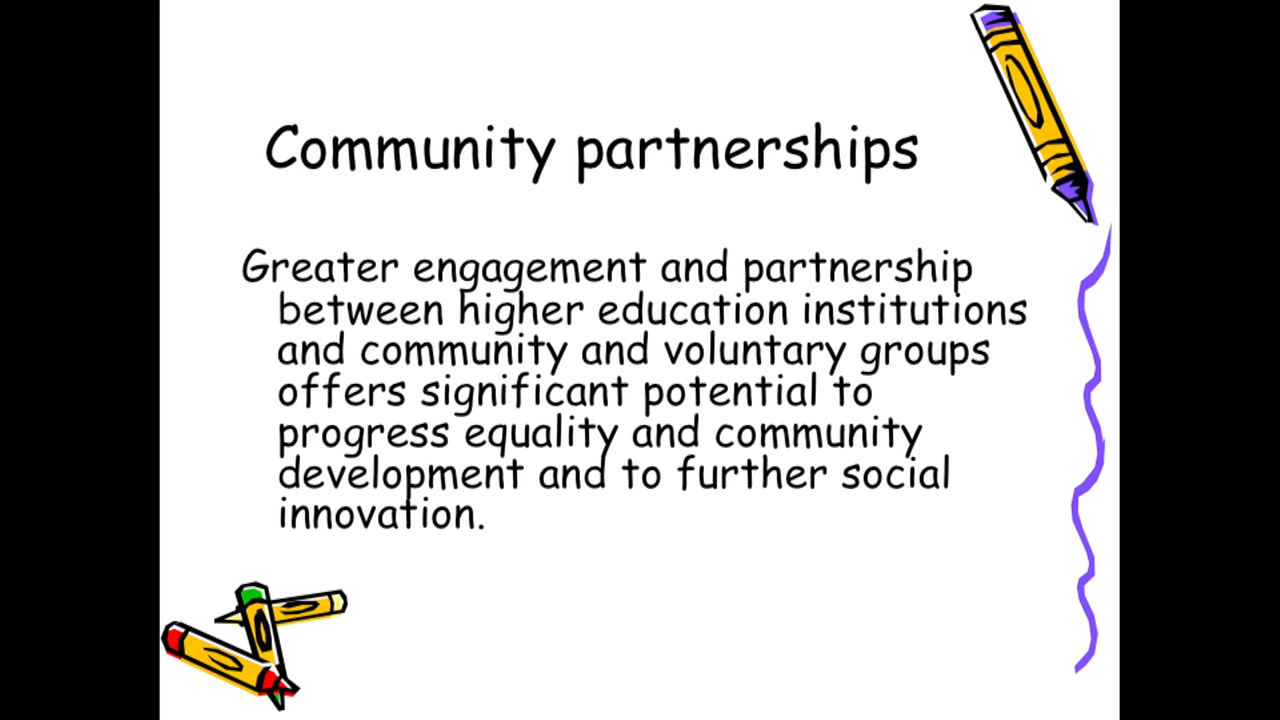 Community partnerships
Greater engagement and partnership
between higher education institutions
and community and voluntary groups
offers significant potential to
progress equality and community
development and to further social
innovation.